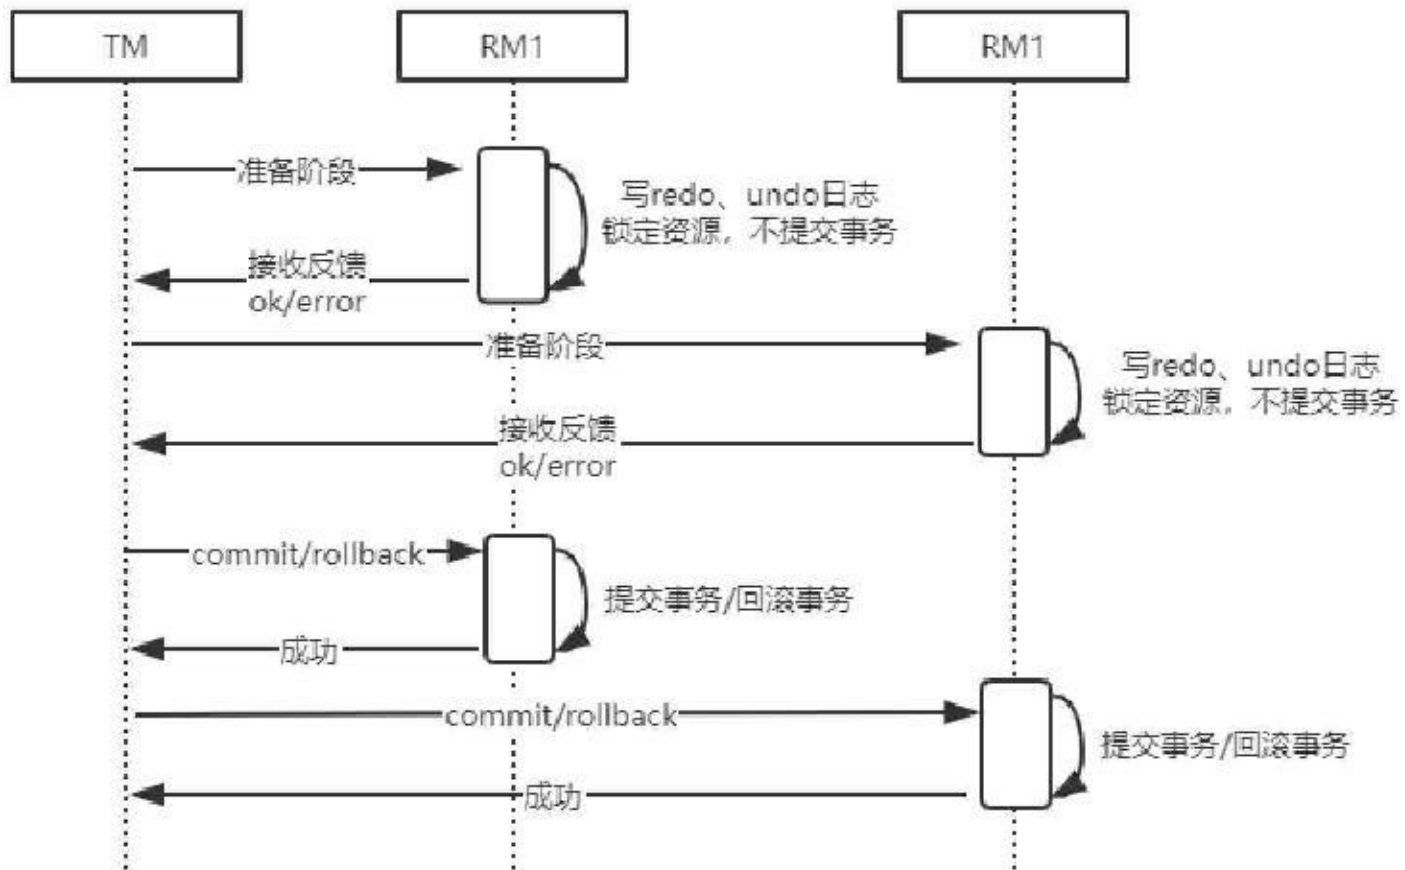 TM
RM1
RM1
准备阶段
写redo、undo日志
锁定资源，不提交事务
接收反馈
ok/error
准备阶段
写redo、undo日志
锁定资源，不提交事务
接收反馈
ok/error
commit/rollback
提交事务/回滚事务
成功
commit/rollback
提交事务/回滚事务
成功